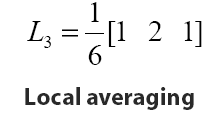 L₃ = 1/6 [1 2 1]
Local averaging